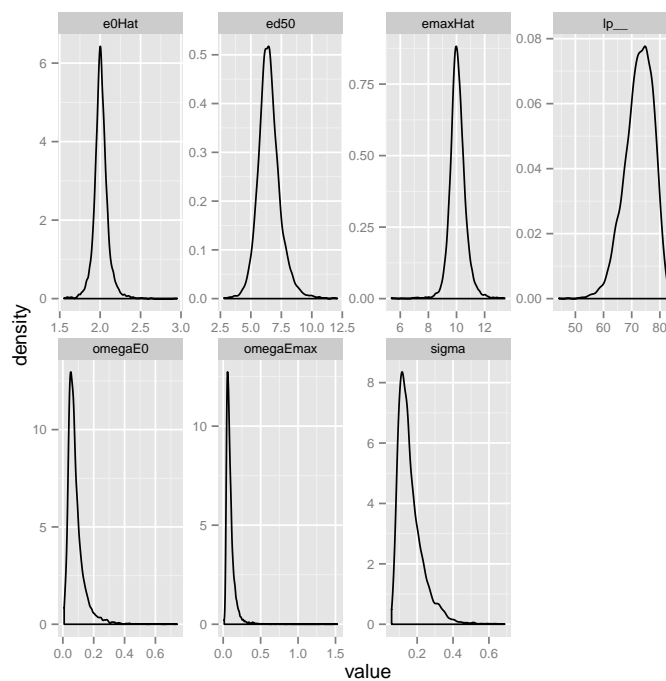 e0Hat ed50 emaxHat lp__
6 0.5 0.75 0.08
4 0.4 0.50 0.06
2 0.3 0.25 0.04
0 0.2 0.00 0.02
0.1 0.00
0.0
1.5 2.0 2.5 3.0 2.5 5.0 7.5 10.0 12.5 6 8 10 12 50 60 70 80
density
omegaE0 omegaEmax sigma
10 10 8
5 5 6
0 0 4
2
0
0.0 0.2 0.4 0.6 0.0 0.5 1.0 1.5 0.2 0.4 0.6
value